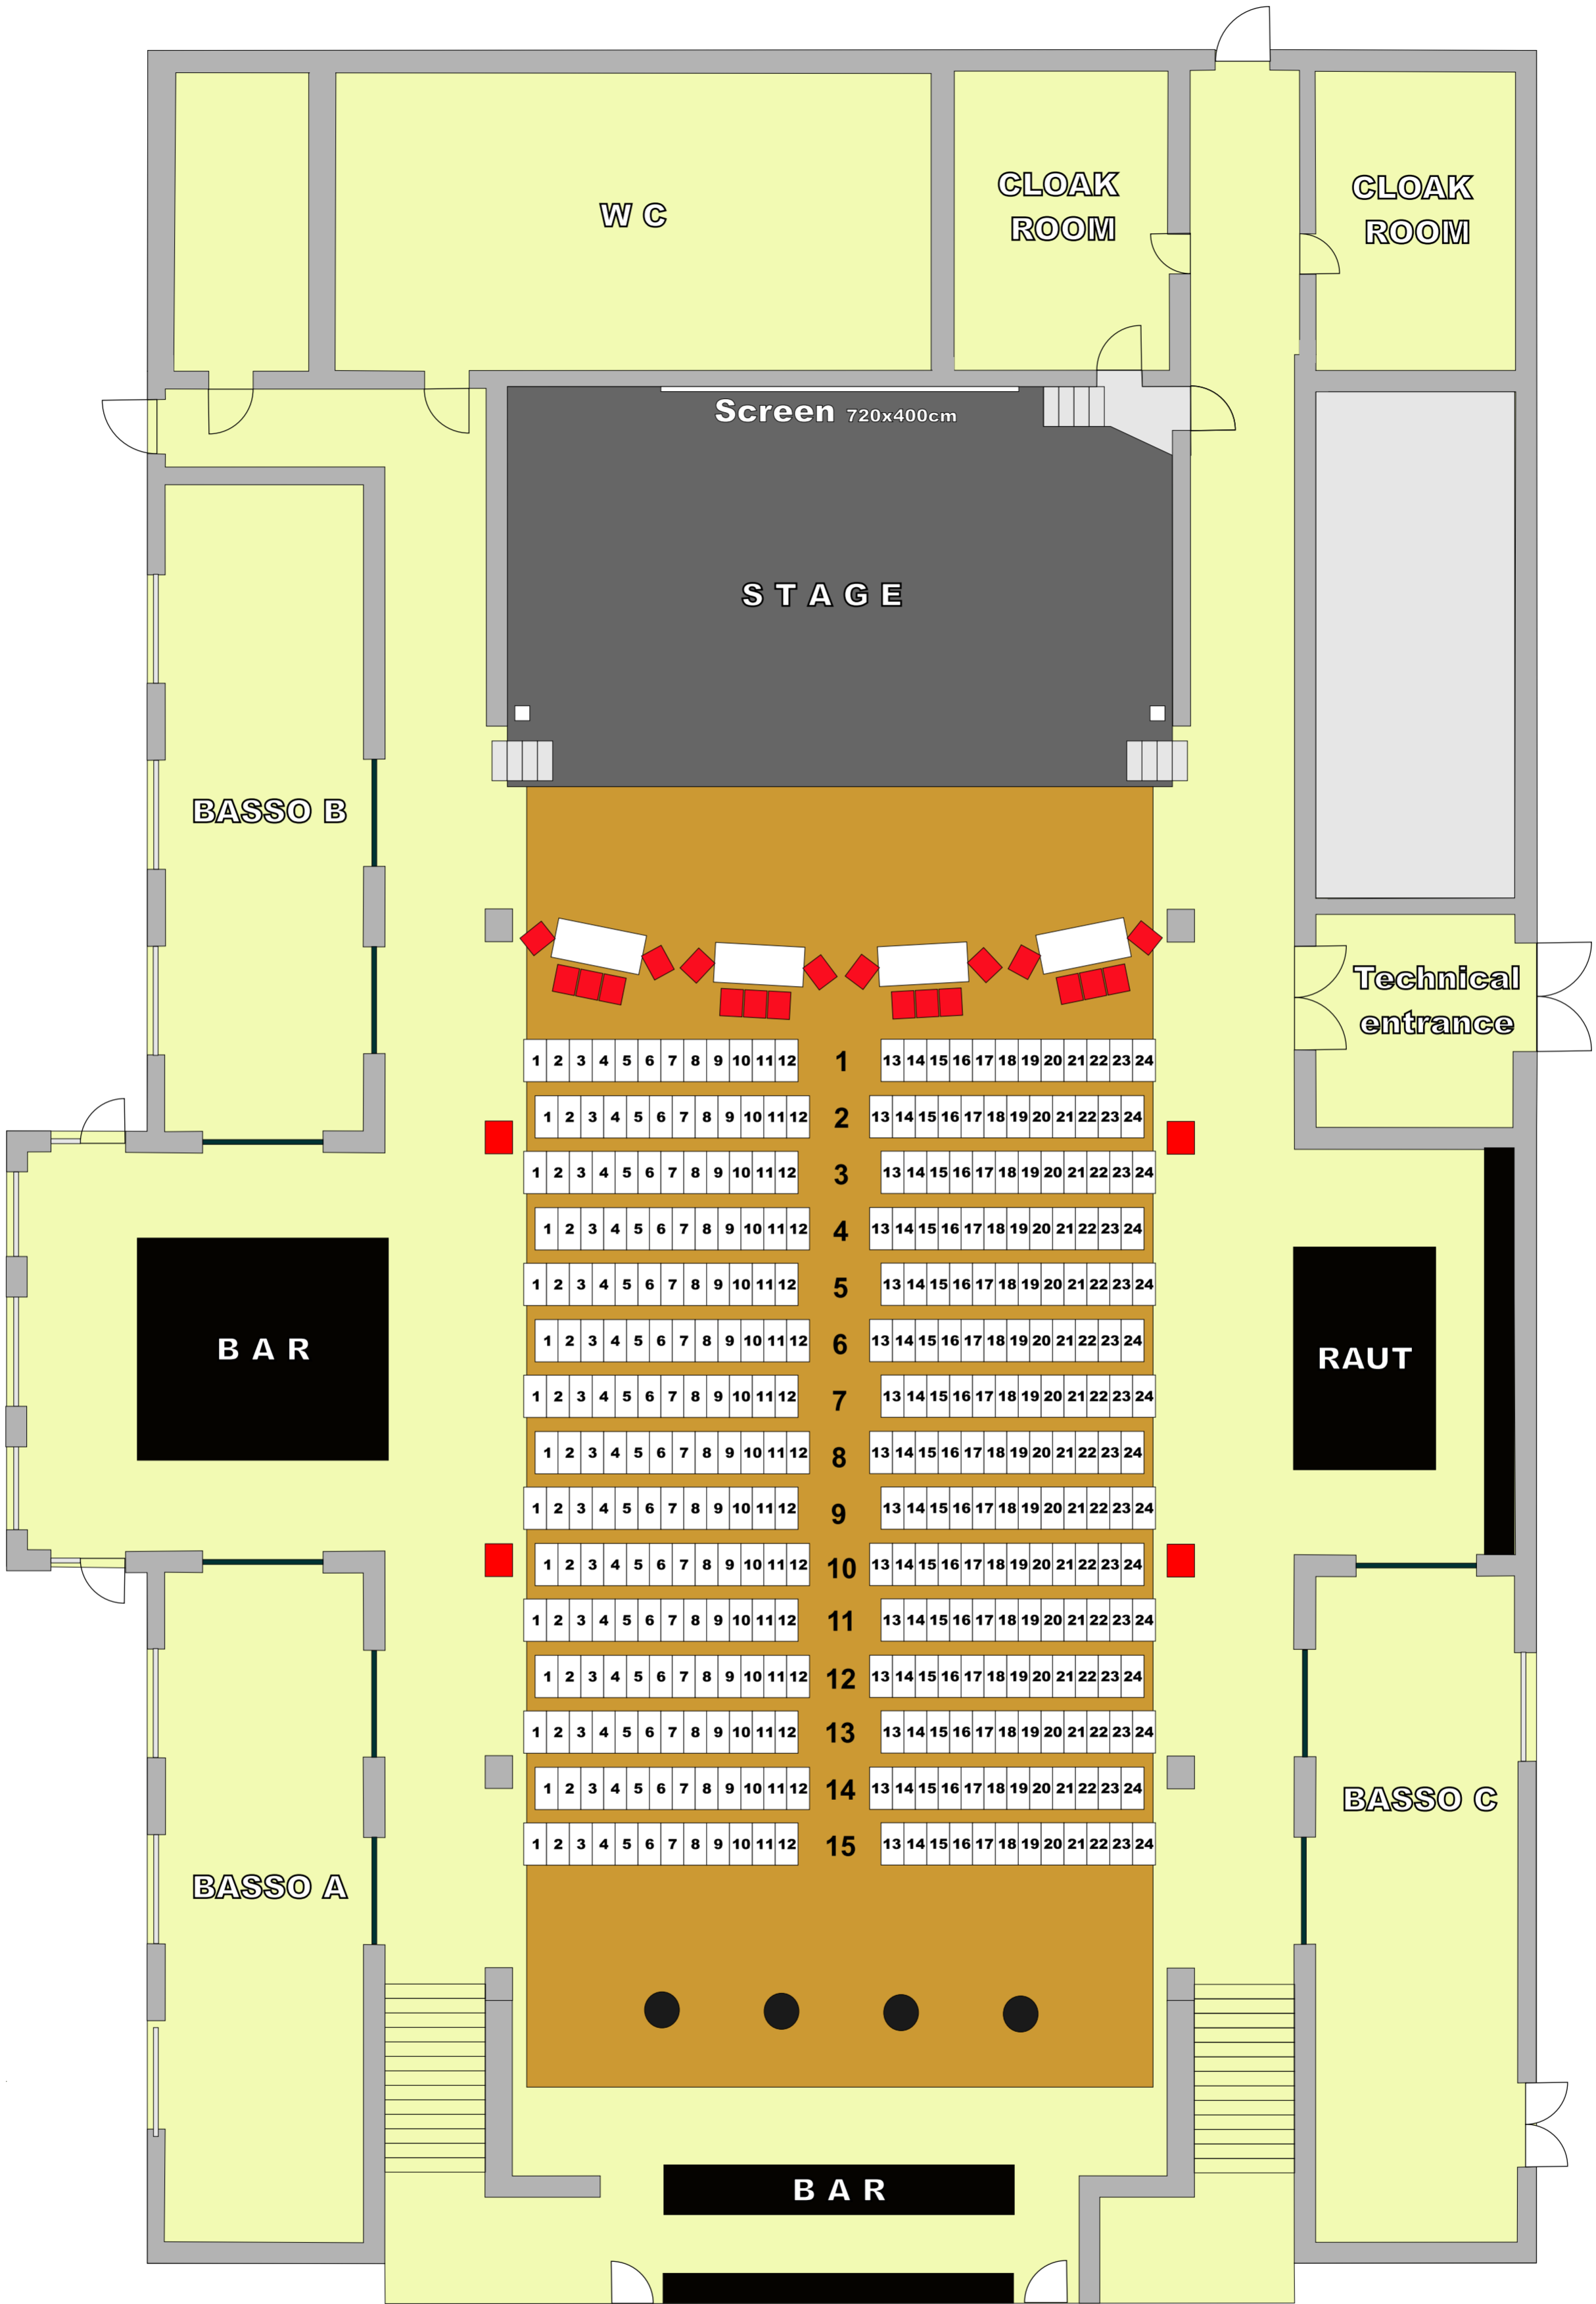 W C
CLOAK
ROOM
CLOAK
ROOM
Screen 720x400cm
S T A G E
BASSO B
Technical
entrance
1 2 3 4 5 6 7 8 9 10 11 12 1 13 14 15 16 17 18 19 20 21 22 23 24
1 2 3 4 5 6 7 8 9 10 11 12 2 13 14 15 16 17 18 19 20 21 22 23 24
1 2 3 4 5 6 7 8 9 10 11 12 3 13 14 15 16 17 18 19 20 21 22 23 24
1 2 3 4 5 6 7 8 9 10 11 12 4 13 14 15 16 17 18 19 20 21 22 23 24
1 2 3 4 5 6 7 8 9 10 11 12 5 13 14 15 16 17 18 19 20 21 22 23 24
1 2 3 4 5 6 7 8 9 10 11 12 6 13 14 15 16 17 18 19 20 21 22 23 24
B A R
RAUT
1 2 3 4 5 6 7 8 9 10 11 12 7 13 14 15 16 17 18 19 20 21 22 23 24
1 2 3 4 5 6 7 8 9 10 11 12 8 13 14 15 16 17 18 19 20 21 22 23 24
1 2 3 4 5 6 7 8 9 10 11 12 9 13 14 15 16 17 18 19 20 21 22 23 24
1 2 3 4 5 6 7 8 9 10 11 12 10 13 14 15 16 17 18 19 20 21 22 23 24
1 2 3 4 5 6 7 8 9 10 11 12 11 13 14 15 16 17 18 19 20 21 22 23 24
1 2 3 4 5 6 7 8 9 10 11 12 12 13 14 15 16 17 18 19 20 21 22 23 24
1 2 3 4 5 6 7 8 9 10 11 12 13 13 14 15 16 17 18 19 20 21 22 23 24
1 2 3 4 5 6 7 8 9 10 11 12 14 13 14 15 16 17 18 19 20 21 22 23 24
BASSO C
1 2 3 4 5 6 7 8 9 10 11 12 15 13 14 15 16 17 18 19 20 21 22 23 24
BASSO A
B A R